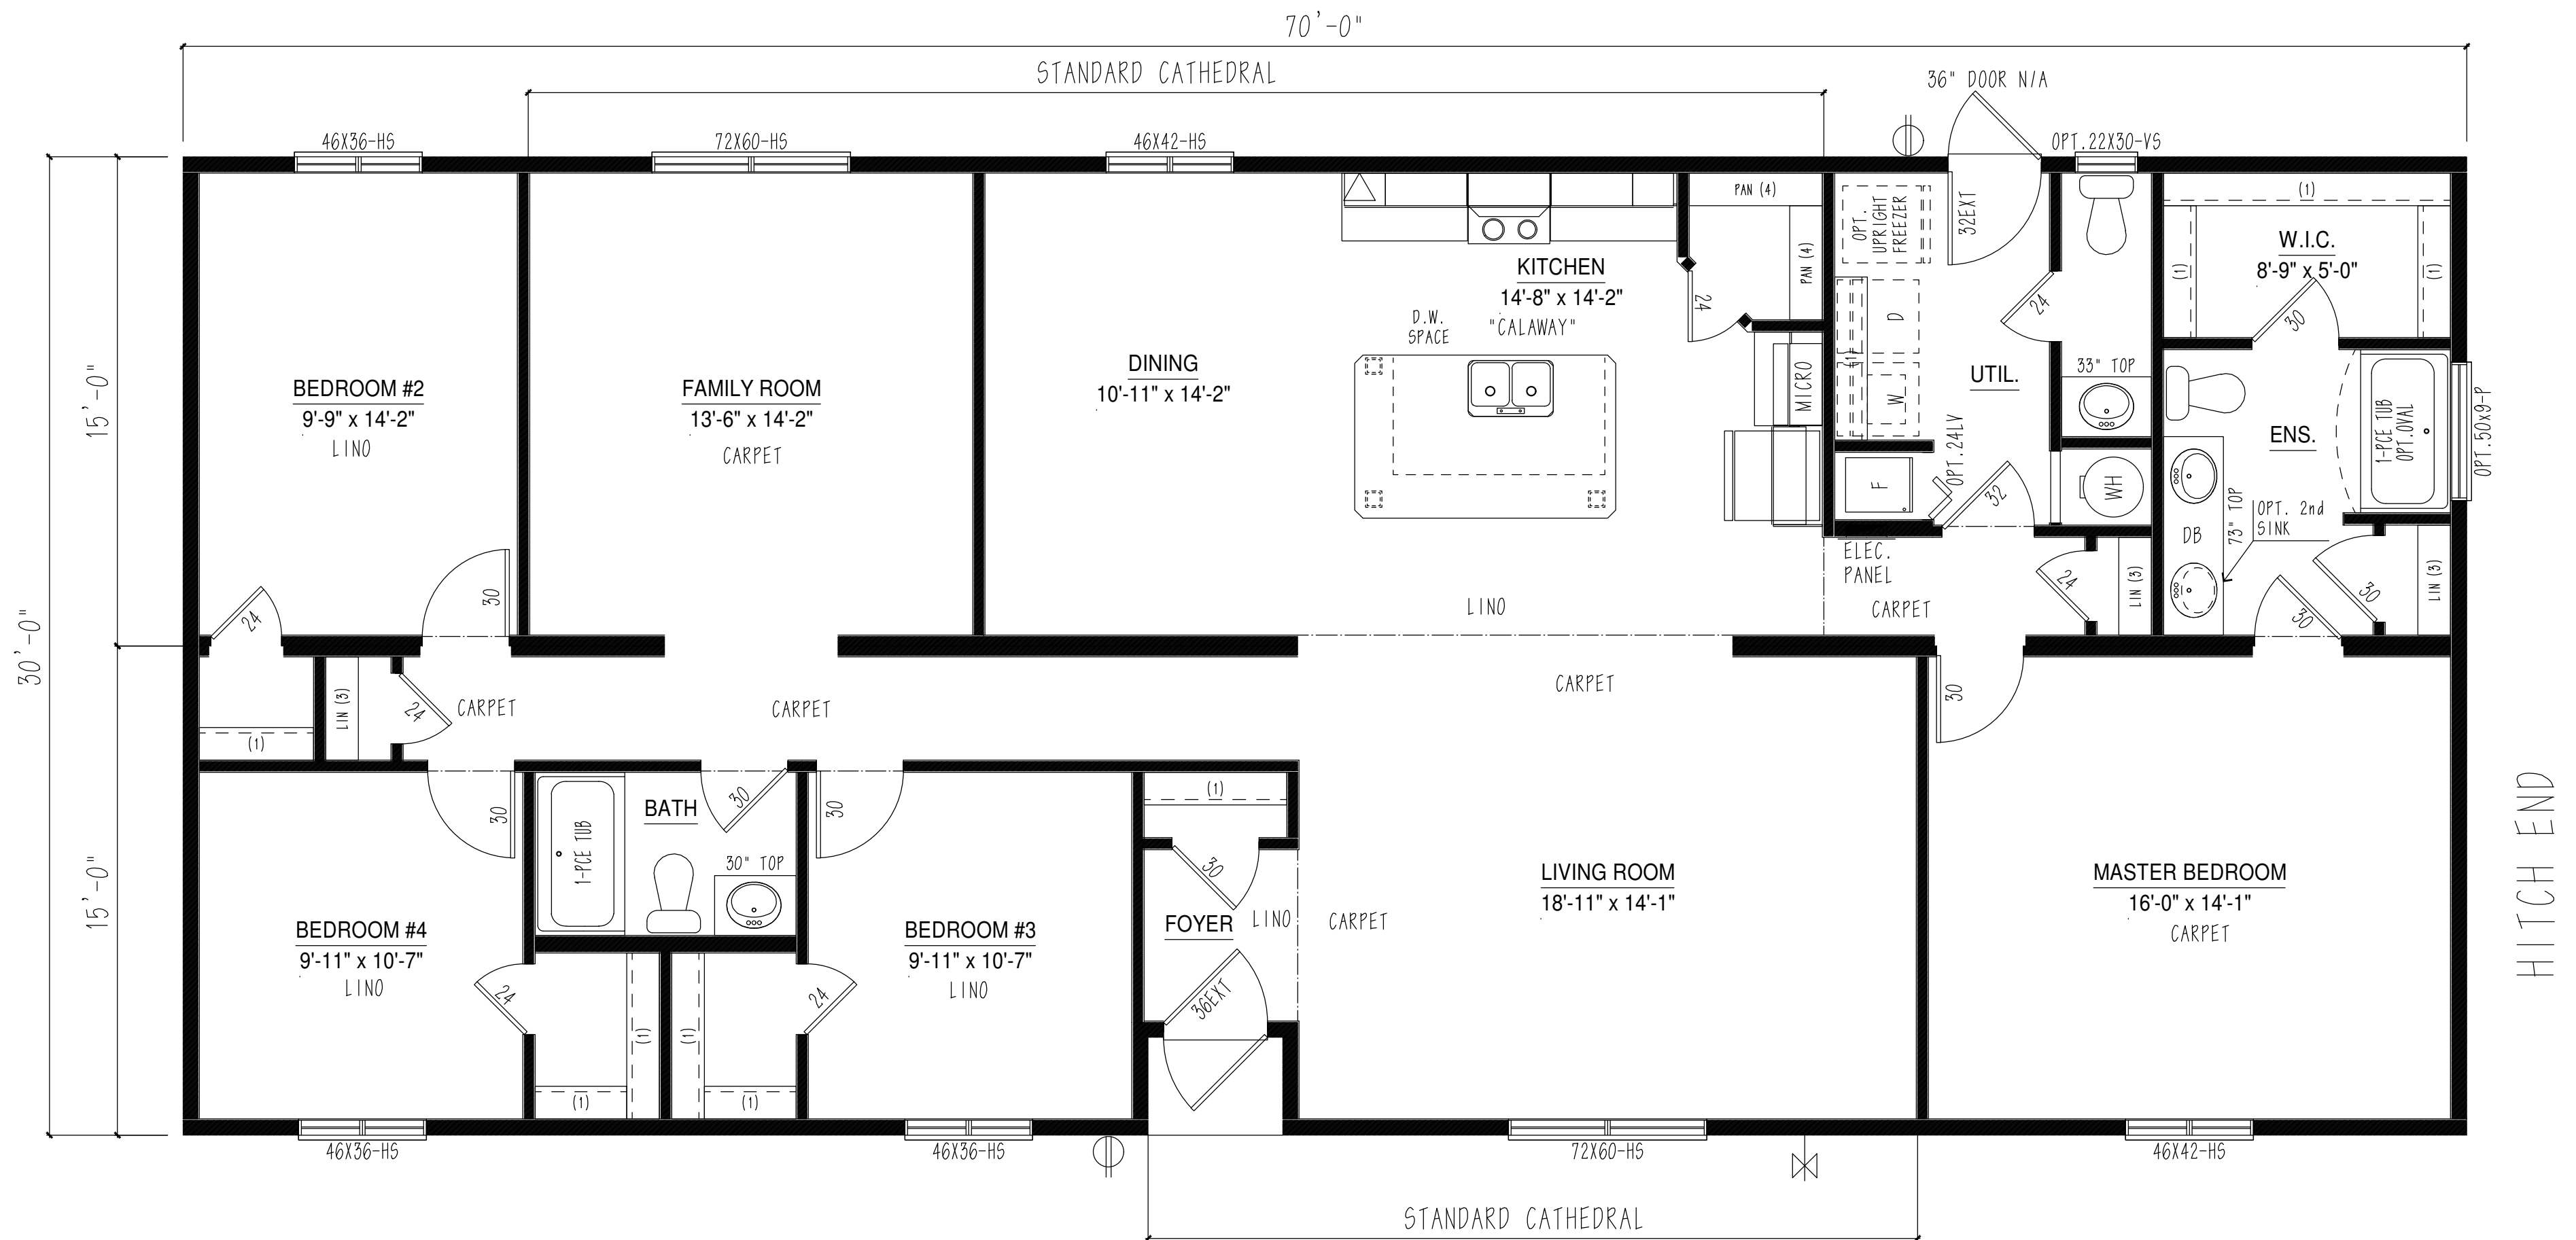 70'-0"
STANDARD CATHEDRAL
36" DOOR N/A
46X36-HS
72X60-HS
46X42-HS
OPT.22X30-VS
PAN (4)
(1)
OPT.
UPRIGHT
FREEZER
32EXT
W.I.C.
8'-9" x 5'-0"
(1)
(1)
KITCHEN
14'-8" x 14'-2"
"CALAWAY"
PAN (4)
24
24
30
D.W.
SPACE
D
(1)
W
MICRO
UTIL.
33" TOP
15'-0"
BEDROOM #2
9'-9" x 14'-2"
LINO
FAMILY ROOM
13'-6" x 14'-2"
CARPET
DINING
10'-11" x 14'-2"
OPT.24LV
ENS.
1-PCE TUB
OPT.OVAL
OPT.50x9-P
F
32
WH
73" TOP
OPT. 2nd
SINK
DB
ELEC.
PANEL
24
30
LIN (3)
LIN (3)
24
30
LINO
CARPET
30
30'-0"
LIN (3)
24
CARPET
CARPET
CARPET
30
(1)
HITCH END
30
BATH
30
30
(1)
1-PCE TUB
30" TOP
30
15'-0"
LIVING ROOM
18'-11" x 14'-1"
MASTER BEDROOM
16'-0" x 14'-1"
CARPET
BEDROOM #4
9'-11" x 10'-7"
LINO
BEDROOM #3
9'-11" x 10'-7"
LINO
FOYER
LINO
CARPET
24
24
36EXT
(1)
(1)
(1)
(1)
46X36-HS
46X36-HS
72X60-HS
46X42-HS
STANDARD CATHEDRAL